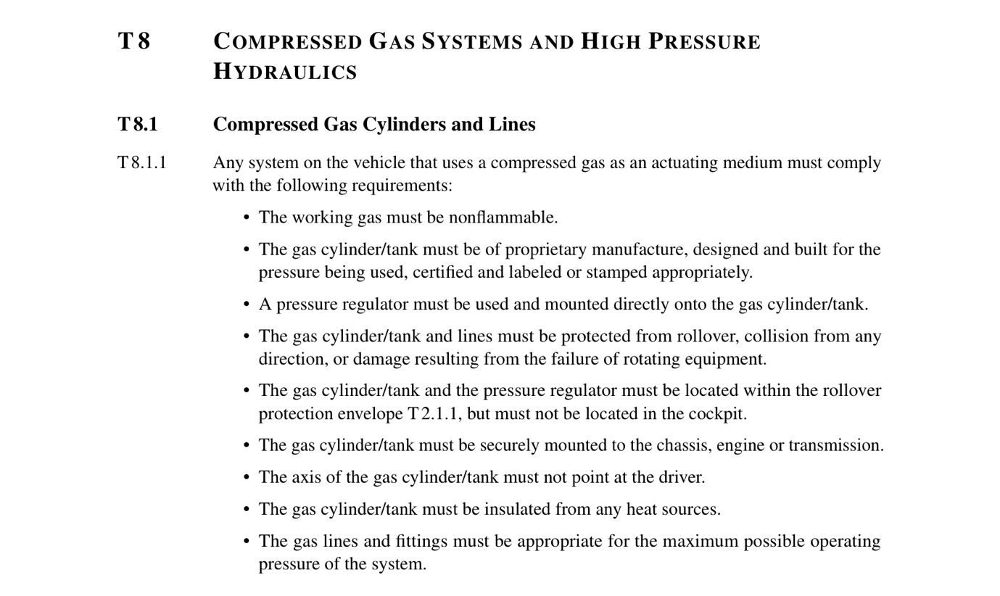 T 8 COMPRESSED GAS SYSTEMS AND HIGH PRESSURE
HYDRAULICS
T 8.1 Compressed Gas Cylinders and Lines
T 8.1.1 Any system on the vehicle that uses a compressed gas as an actuating medium must comply
with the following requirements:
• The working gas must be nonflammable.
• The gas cylinder/tank must be of proprietary manufacture, designed and built for the
pressure being used, certified and labeled or stamped appropriately.
• A pressure regulator must be used and mounted directly onto the gas cylinder/tank.
• The gas cylinder/tank and lines must be protected from rollover, collision from any
direction, or damage resulting from the failure of rotating equipment.
• The gas cylinder/tank and the pressure regulator must be located within the rollover
protection envelope T 2.1.1, but must not be located in the cockpit.
• The gas cylinder/tank must be securely mounted to the chassis, engine or transmission.
• The axis of the gas cylinder/tank must not point at the driver.
• The gas cylinder/tank must be insulated from any heat sources.
• The gas lines and fittings must be appropriate for the maximum possible operating
pressure of the system.